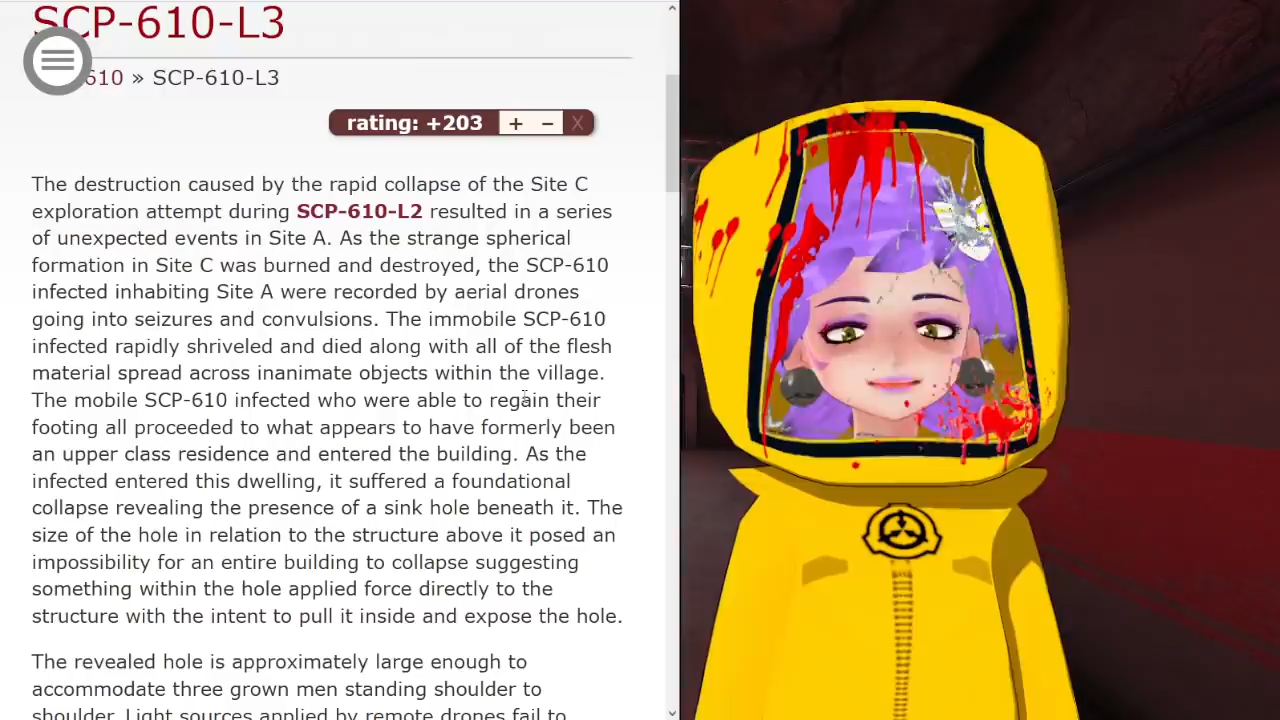 SCP-610-L3
610 » SCP-610-L3
rating: +203 + − X
The destruction caused by the rapid collapse of the Site C
exploration attempt during SCP-610-L2 resulted in a series
of unexpected events in Site A. As the strange spherical
formation in Site C was burned and destroyed, the SCP-610
infected inhabiting Site A were recorded by aerial drones
going into seizures and convulsions. The immobile SCP-610
infected rapidly shriveled and died along with all of the flesh
material spread across inanimate objects within the village.
The mobile SCP-610 infected who were able to regain their
footing all proceeded to what appears to have formerly been
an upper class residence and entered the building. As the
infected entered this dwelling, it suffered a foundational
collapse revealing the presence of a sink hole beneath it. The
size of the hole in relation to the structure above it posed an
impossibility for an entire building to collapse suggesting
something within the hole applied force directly to the
structure with the intent to pull it inside and expose the hole.
The revealed hole is approximately large enough to
accommodate three grown men standing shoulder to
shoulder. Light sources applied by remote drones fail to